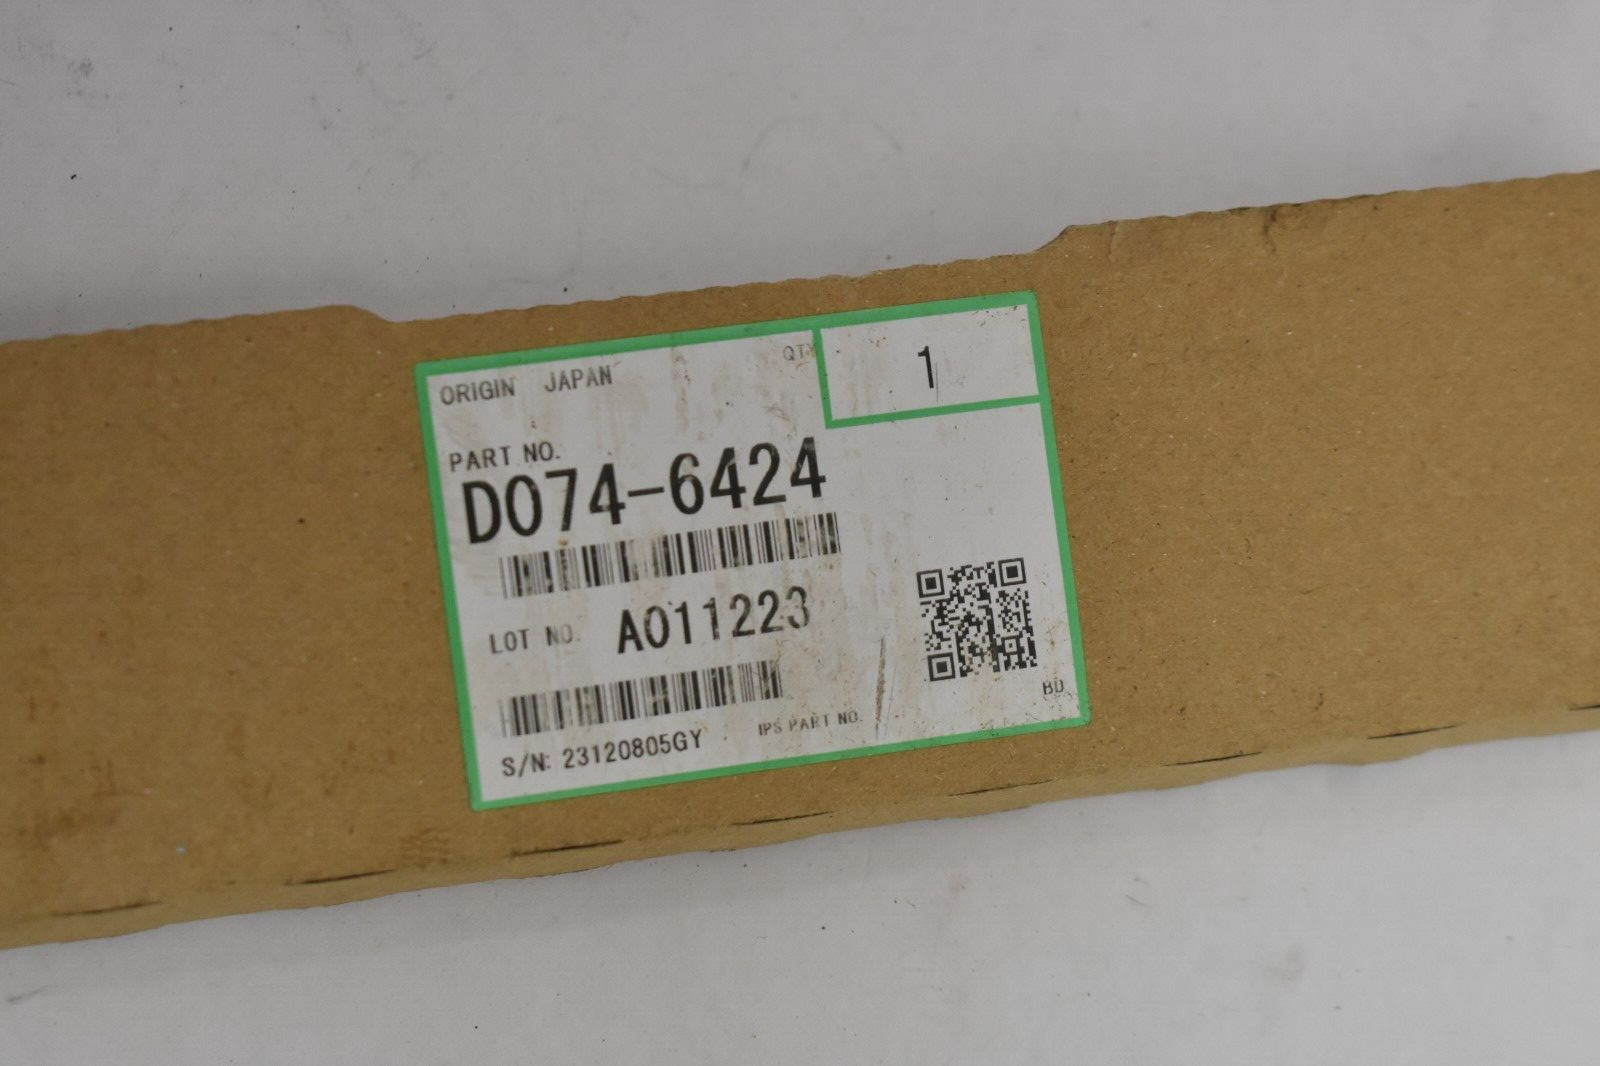 ORIGIN JAPAN
QTY
1
PART NO.
D074-6424
LOT NO. A011223
BD
S/N: 23120805GY IPS PART NO.